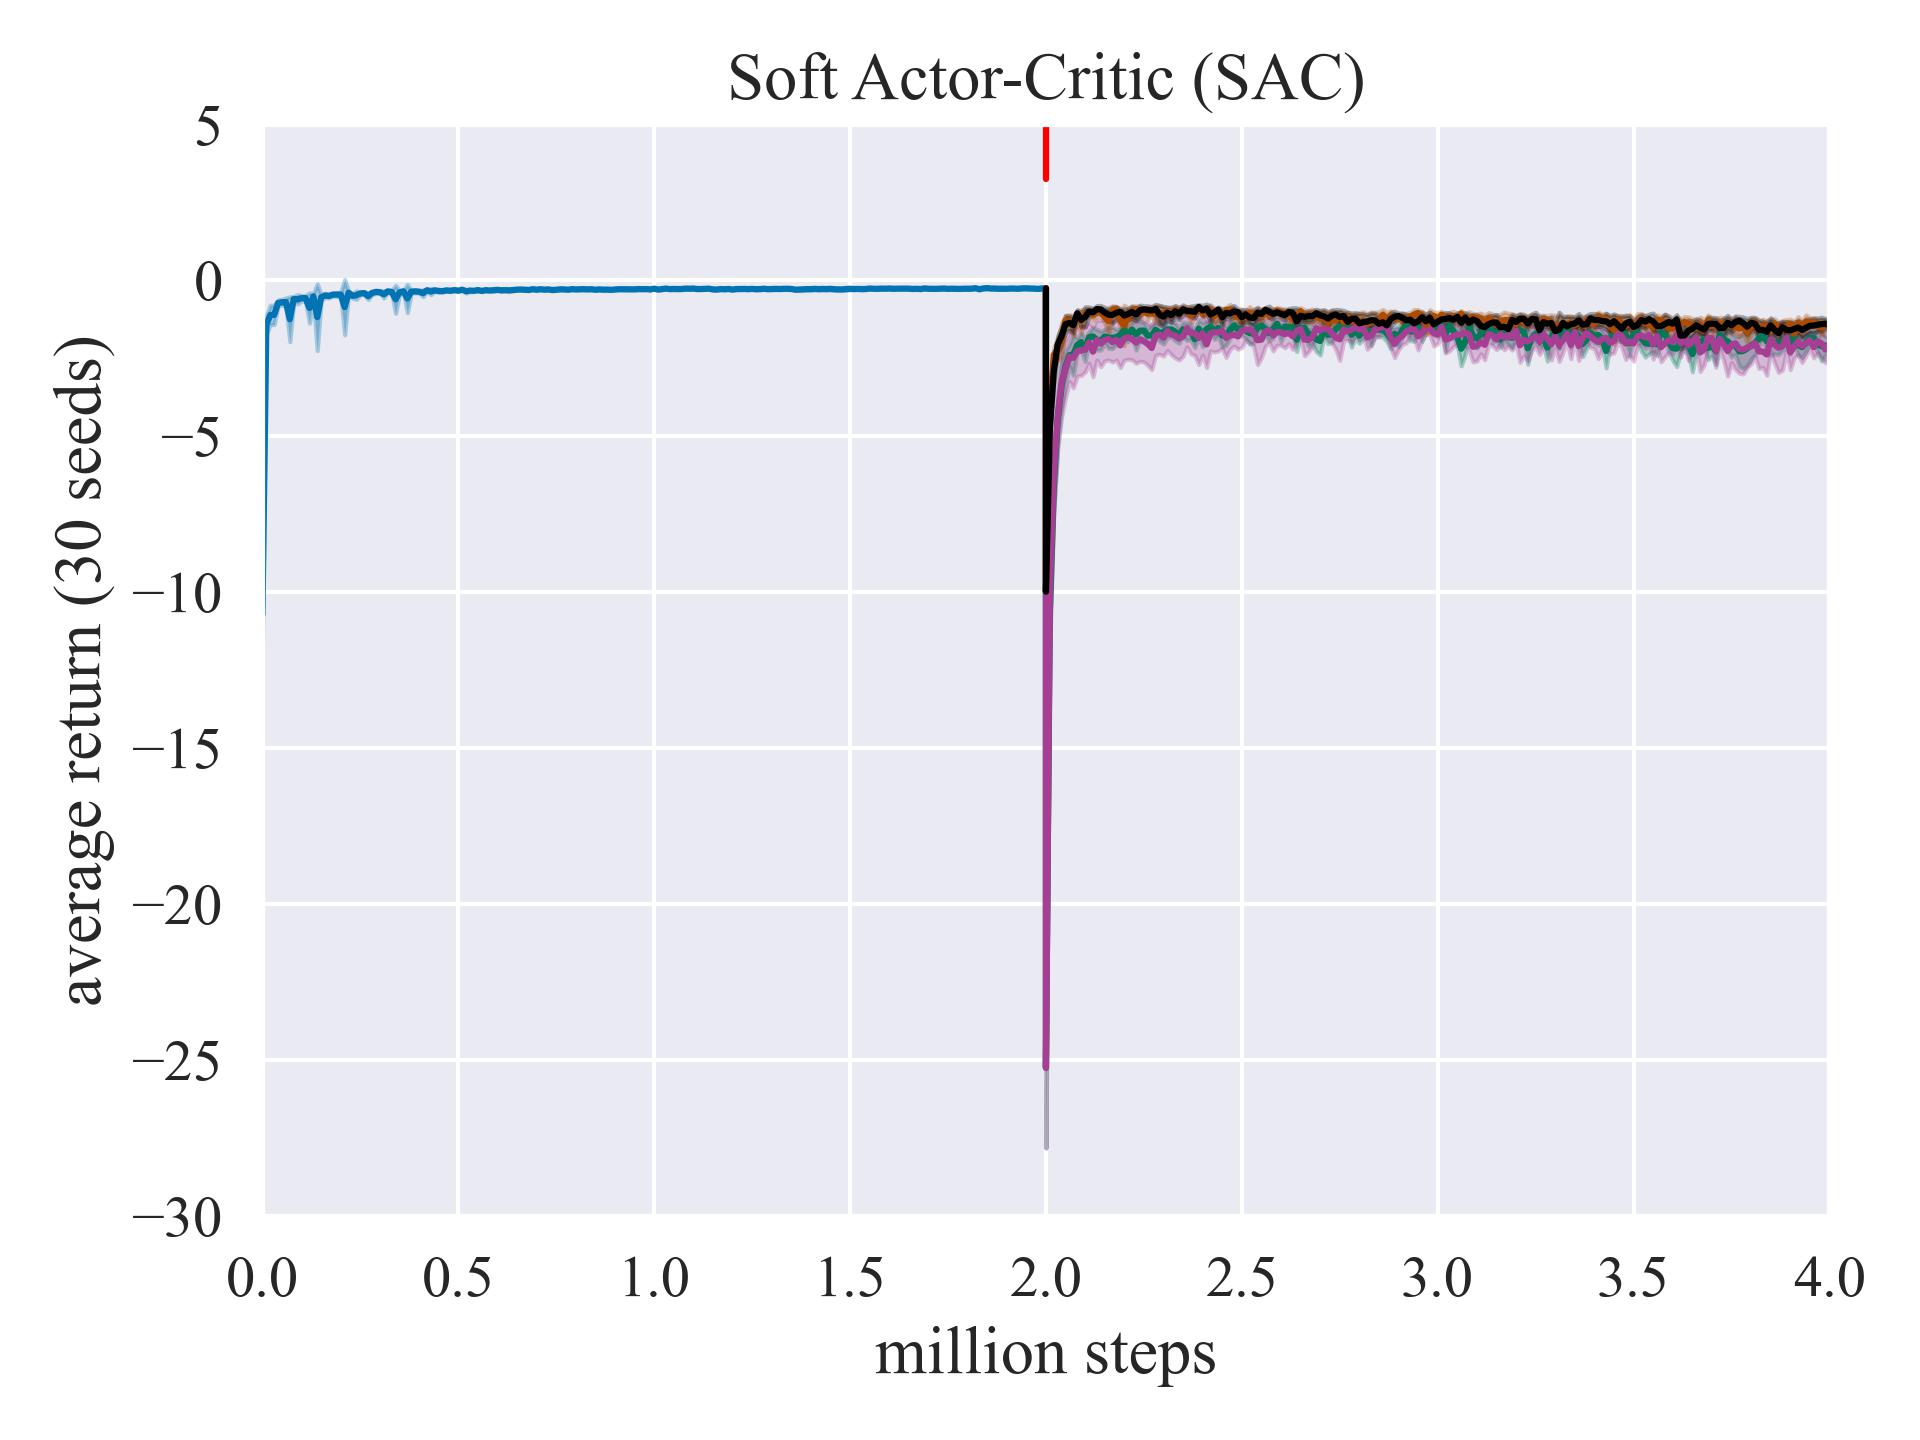 Soft Actor-Critic (SAC)
5
0
−5
−10
−15
−20
−25
−30
average return (30 seeds)
0.0 0.5 1.0 1.5 2.0 2.5 3.0 3.5 4.0
million steps